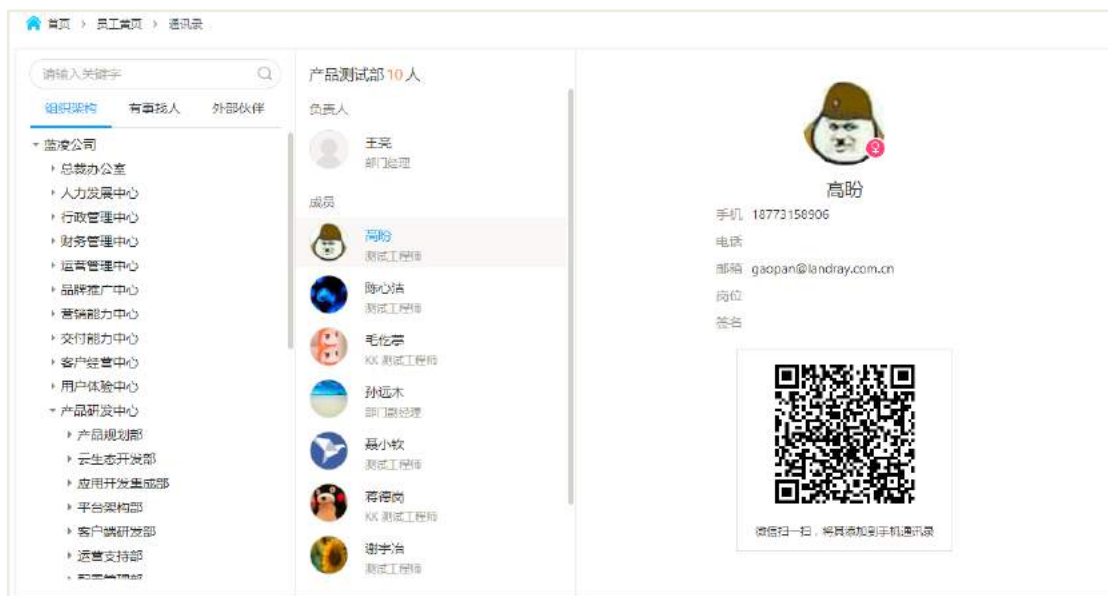 首页 > 员工黄页 > 通讯录
请输入关键字
组织架构 有事找人 外部伙伴
蓝凌公司
总裁办公室
人力发展中心
行政管理中心
财务管理中心
运营管理中心
品牌推广中心
营销能力中心
交付能力中心
客户经营中心
用户体验中心
产品研发中心
产品规划部
云生态开发部
应用开发集成部
平台架构部
客户端研发部
运营支持部
配置管理部
产品测试部 10 人
负责人
王亮
部门经理
成员
高盼
测试工程师
陈心洁
测试工程师
毛仡夢
KK 测试工程师
孙远木
部门副经理
聂小钦
测试工程师
蒋德岗
KK 测试工程师
谢宇冶
测试工程师
高盼
手机 18773158906
电话
邮箱 gaopan@landray.com.cn
岗位
签名
微信扫一扫，将其添加到手机通讯录